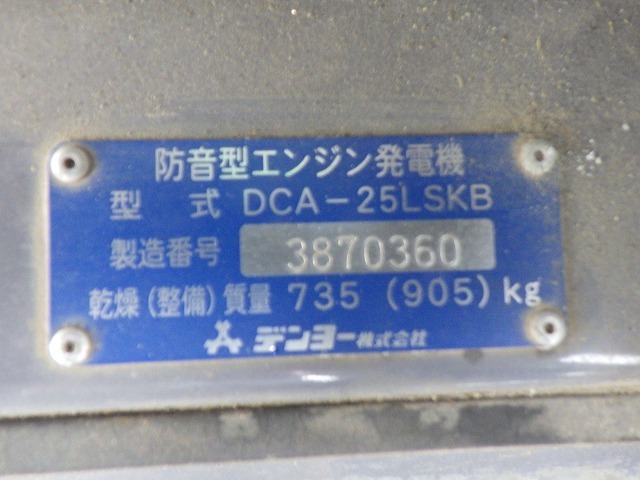 防音型エンジン発電機
型 式 DCA-25LSKB
製造番号 3870360
乾燥(整備)質量 735 (905) kg
デンヨー株式会社